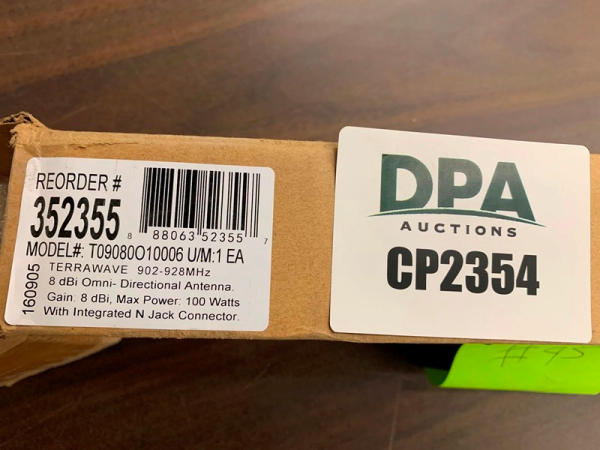 REORDER #
352355
8 88063 52355 7
MODEL#: T09080O10006 U/M:1 EA
160905
TERRAWAVE 902-928MHz
8 dBi Omni- Directional Antenna.
Gain: 8 dBi, Max Power: 100 Watts
With Integrated N Jack Connector.
DPA
AUCTIONS
CP2354
#45